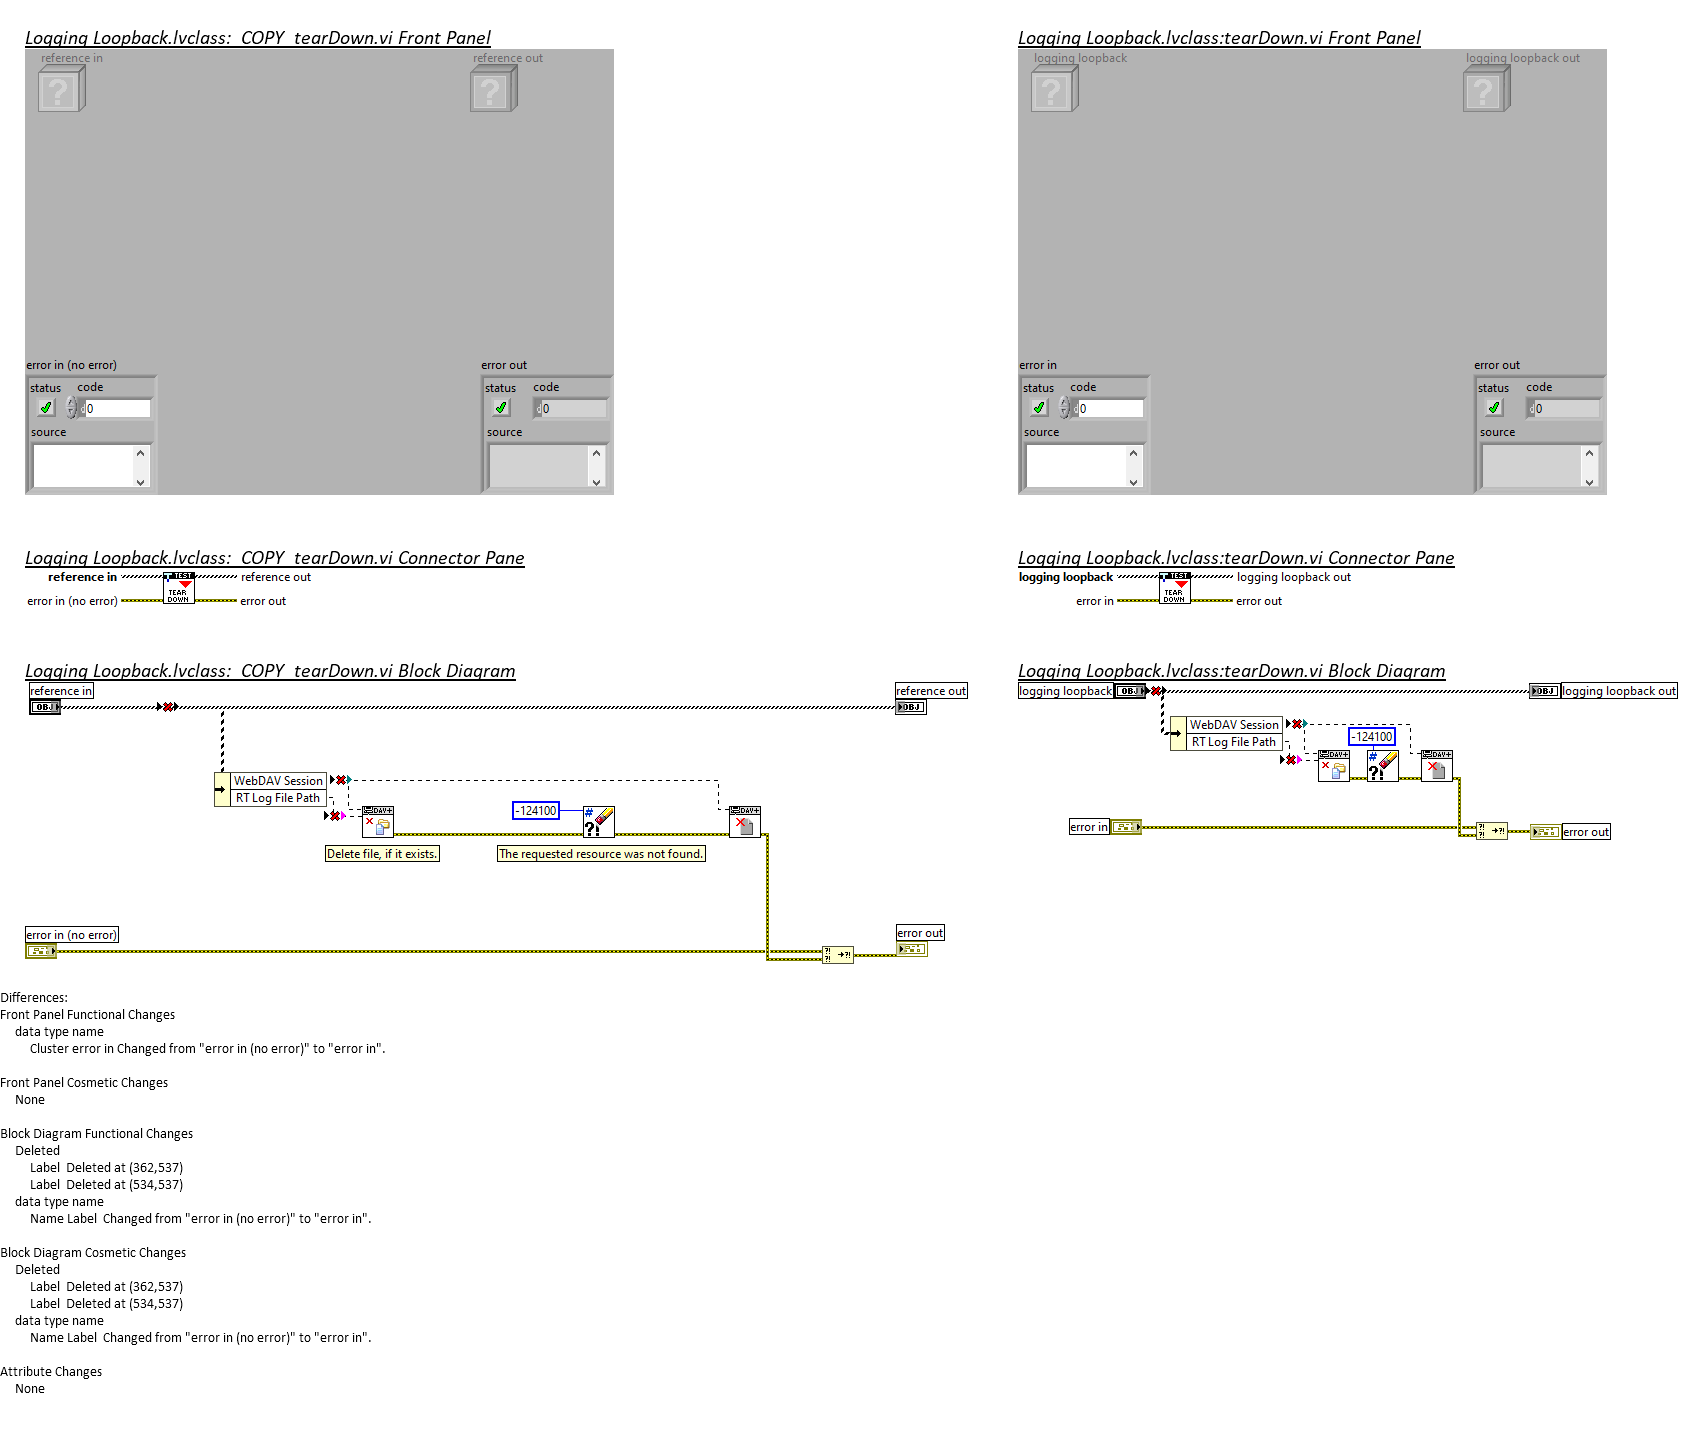 Logging Loopback.lvclass:_COPY_tearDown.vi Front Panel
reference in
reference out
error in (no error)
status
code
0
source
error out
status
code
0
source
Logging Loopback.lvclass:_COPY_tearDown.vi Connector Pane
reference in
TEST
reference out
error in (no error)
TEAR
DOWN
error out
Logging Loopback.lvclass:_COPY_tearDown.vi Block Diagram
reference in
OBJ
reference out
OBJ
WebDAV Session
RT Log File Path
DAV+
-124100
#
?!
DAV+
Delete file, if it exists.
The requested resource was not found.
error in (no error)
error out
Logging Loopback.lvclass:tearDown.vi Front Panel
logging loopback
logging loopback out
error in
status
code
0
source
error out
status
code
0
source
Logging Loopback.lvclass:tearDown.vi Connector Pane
logging loopback
TEST
logging loopback out
error in
TEAR
DOWN
error out
Logging Loopback.lvclass:tearDown.vi Block Diagram
logging loopback
OBJ
OBJ
logging loopback out
WebDAV Session
RT Log File Path
-124100
DAV+
#
?!
DAV+
error in
error out
Differences:
Front Panel Functional Changes
data type name
Cluster error in Changed from "error in (no error)" to "error in".
Front Panel Cosmetic Changes
None
Block Diagram Functional Changes
Deleted
Label  Deleted at (362,537)
Label  Deleted at (534,537)
data type name
Name Label  Changed from "error in (no error)" to "error in".
Block Diagram Cosmetic Changes
Deleted
Label  Deleted at (362,537)
Label  Deleted at (534,537)
data type name
Name Label  Changed from "error in (no error)" to "error in".
Attribute Changes
None